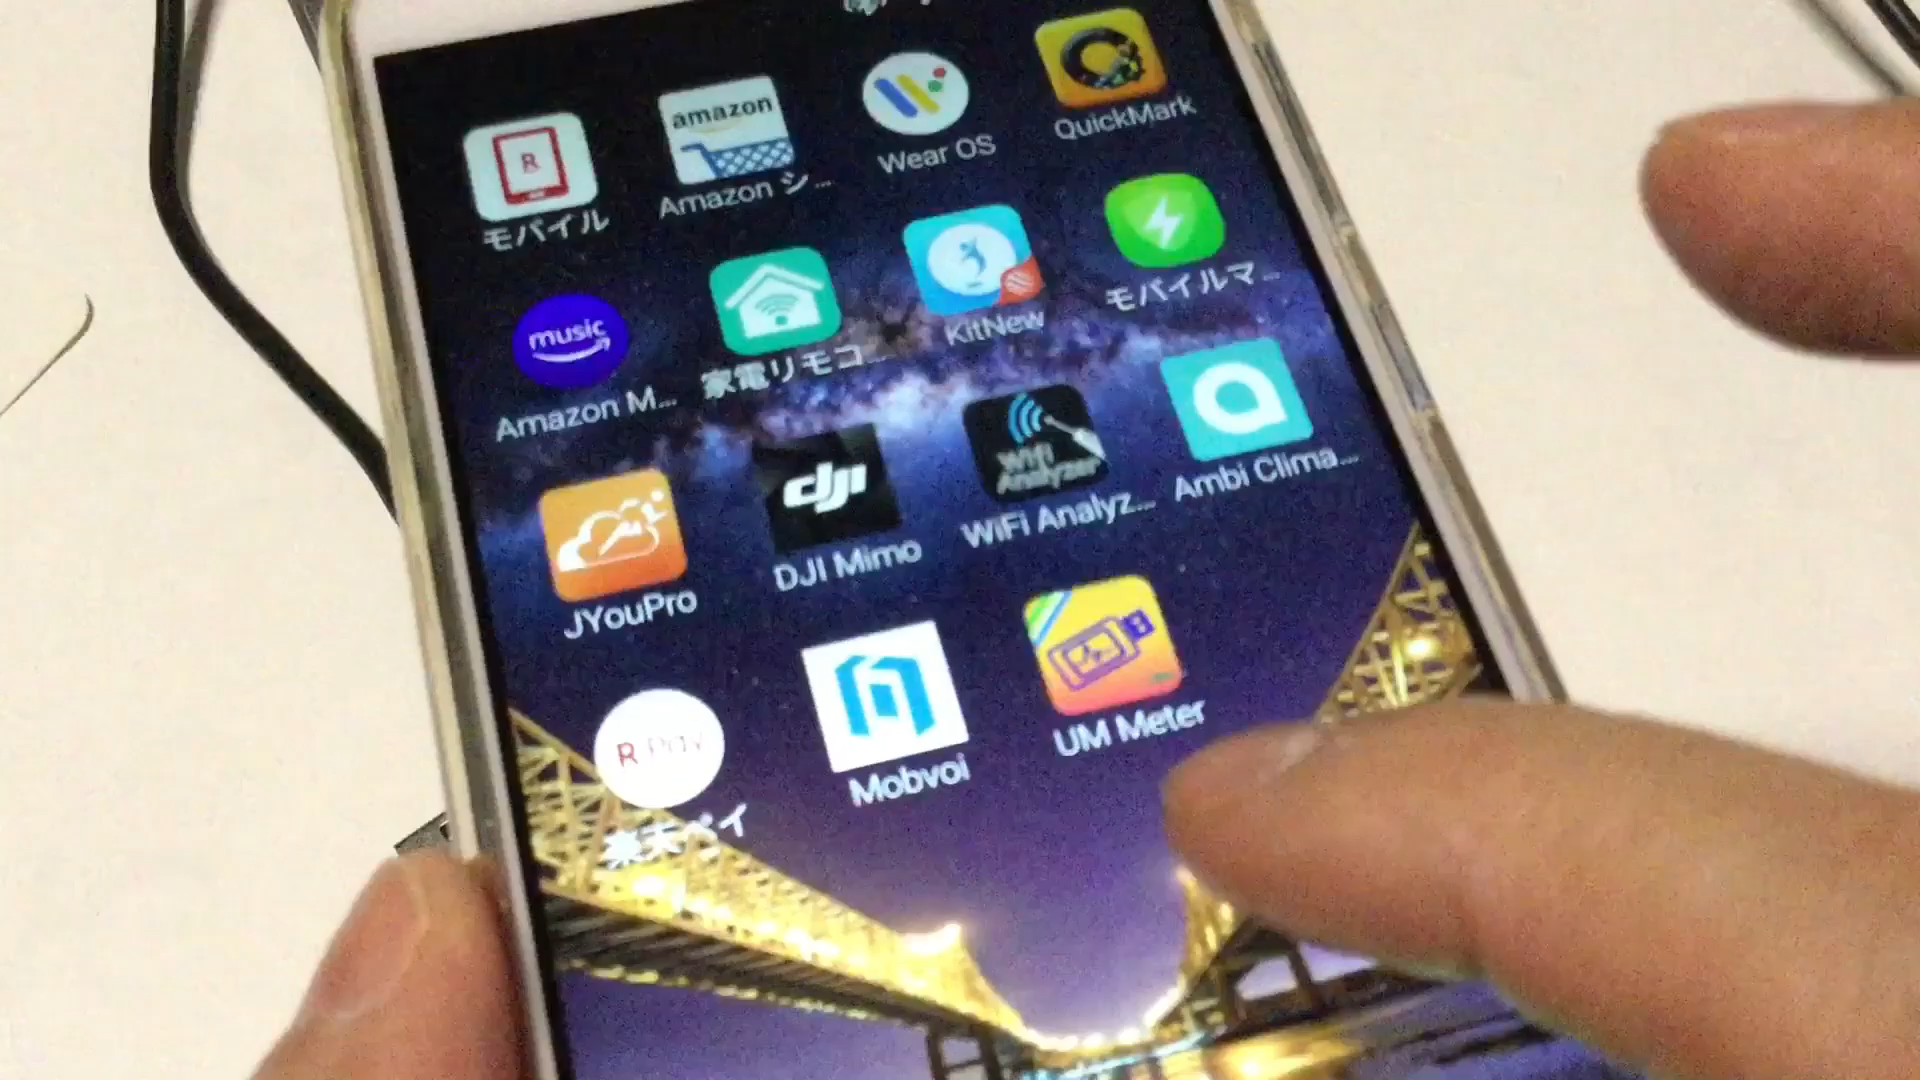 R
モバイル
amazon
Amazon シ...
Wear OS
QuickMark
music
Amazon M...
家電リモコ...
KitNew
モバイルマ...
JYouPro
dji
DJI Mimo
WiFi
Analyzer
WiFi Analyz...
Ambi Clima...
R Pay
楽天ペイ
Mobvoi
UM Meter